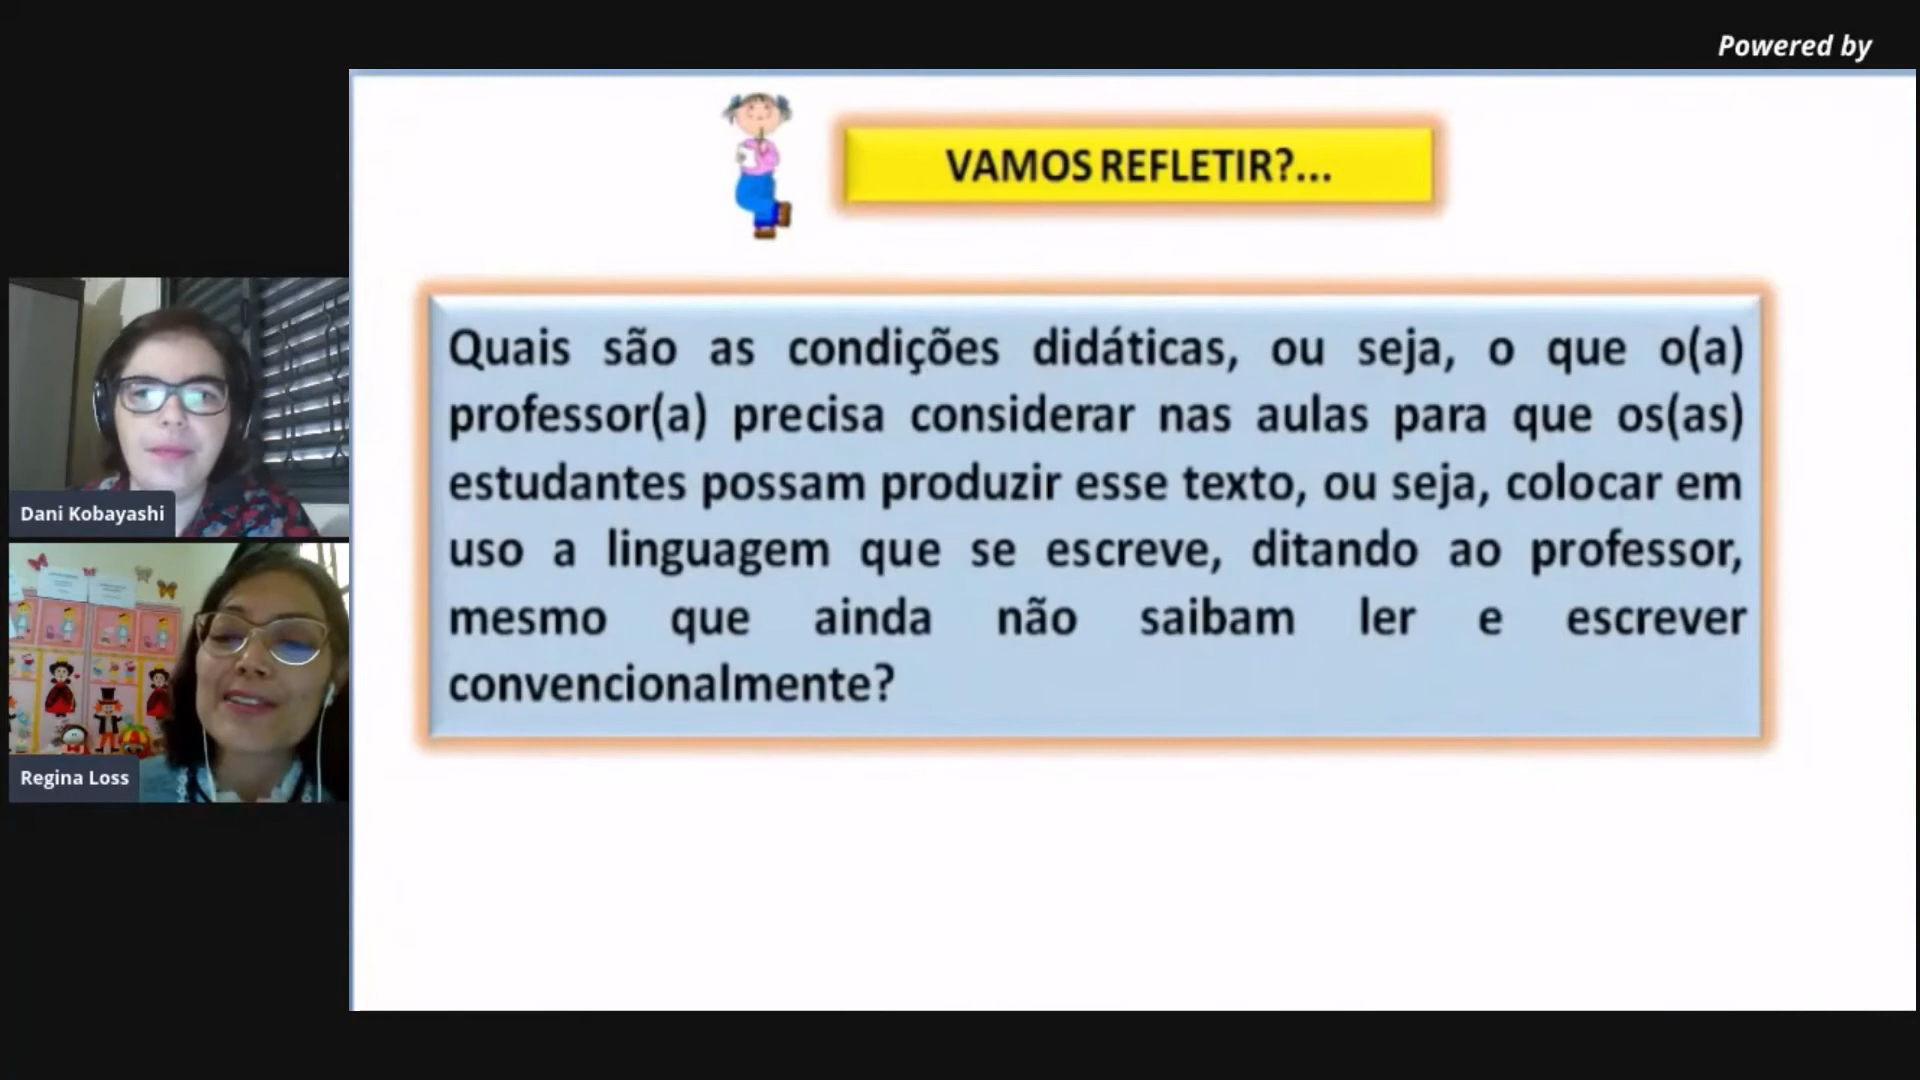 Powered by
VAMOS REFLETIR?...
Quais são as condições didáticas, ou seja, o que o(a)
professor(a) precisa considerar nas aulas para que os(as)
estudantes possam produzir esse texto, ou seja, colocar em
uso a linguagem que se escreve, ditando ao professor,
mesmo que ainda não saibam ler e escrever
convencionalmente?
Dani Kobayashi
Regina Loss